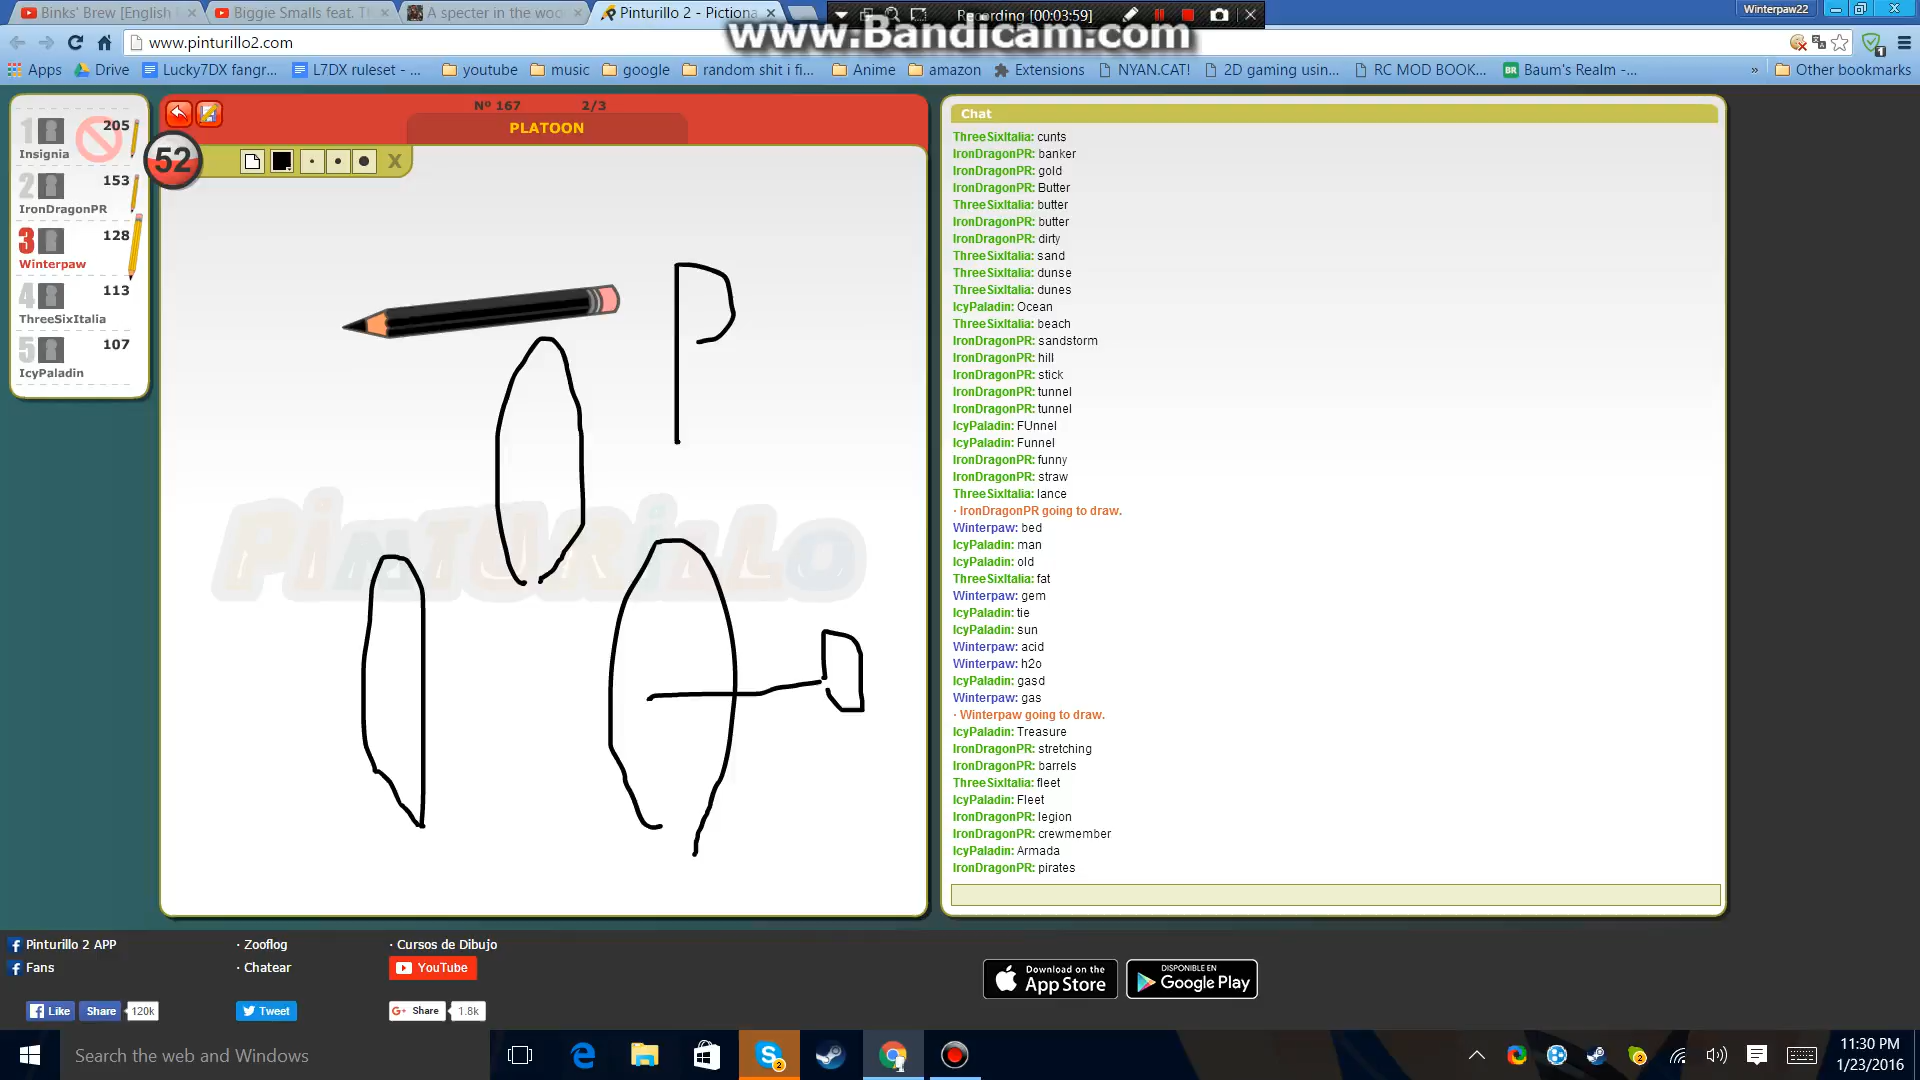 Binks' Brew [English
Biggie Smalls feat. Th
A specter in the woo
Pinturillo 2 - Pictiona
Recording [00:03:59]
Winterpaw22
www.Bandicam.com
www.pinturillo2.com
Apps
Drive
Lucky7DX fangr...
L7DX ruleset - ...
youtube
music
google
random shit i fi...
Anime
amazon
Extensions
NYAN.CAT!
2D gaming usin...
RC MOD BOOK...
BR
Baum's Realm -...
»
Other bookmarks
1
205
Insignia
2
153
IronDragonPR
3
128
Winterpaw
4
113
ThreeSixItalia
5
107
IcyPaladin
Nº 167
2/3
PLATOON
52
X
P
PiNTURiLLO
Chat
ThreeSixItalia: cunts
IronDragonPR: banker
IronDragonPR: gold
IronDragonPR: Butter
ThreeSixItalia: butter
IronDragonPR: butter
IronDragonPR: dirty
ThreeSixItalia: sand
ThreeSixItalia: dunse
ThreeSixItalia: dunes
IcyPaladin: Ocean
ThreeSixItalia: beach
IronDragonPR: sandstorm
IronDragonPR: hill
IronDragonPR: stick
IronDragonPR: tunnel
IronDragonPR: tunnel
IcyPaladin: FUnnel
IcyPaladin: Funnel
IronDragonPR: funny
IronDragonPR: straw
ThreeSixItalia: lance
· IronDragonPR going to draw.
Winterpaw: bed
IcyPaladin: man
IcyPaladin: old
ThreeSixItalia: fat
Winterpaw: gem
IcyPaladin: tie
IcyPaladin: sun
Winterpaw: acid
Winterpaw: h2o
IcyPaladin: gasd
Winterpaw: gas
· Winterpaw going to draw.
IcyPaladin: Treasure
IronDragonPR: stretching
IronDragonPR: barrels
ThreeSixItalia: fleet
IcyPaladin: Fleet
IronDragonPR: legion
IronDragonPR: crewmember
IcyPaladin: Armada
IronDragonPR: pirates
Pinturillo 2 APP
Fans
· Zooflog
· Chatear
· Cursos de Dibujo
YouTube
Like
Share
120k
Tweet
G+ Share
1.8k
Download on the
App Store
DISPONIBLE EN
Google Play
Search the web and Windows
2
2
11:30 PM
1/23/2016